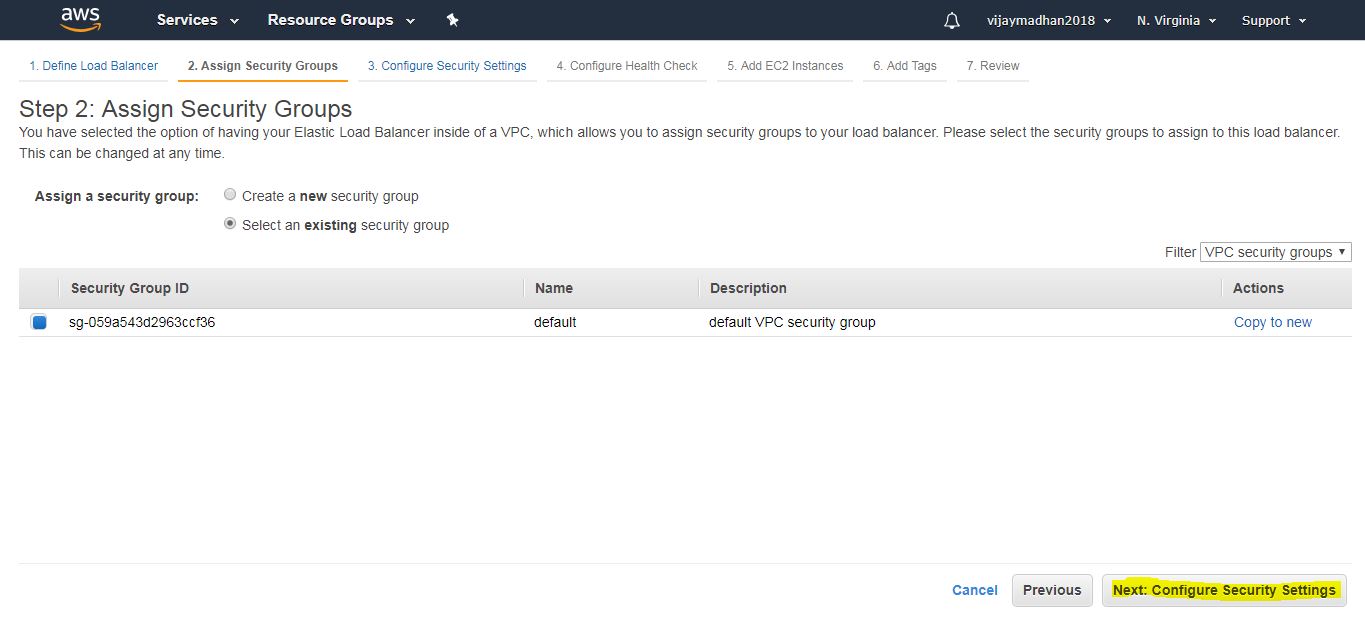 aws Services Resource Groups vijaymadhan2018 N. Virginia Support
1. Define Load Balancer 2. Assign Security Groups 3. Configure Security Settings 4. Configure Health Check 5. Add EC2 Instances 6. Add Tags 7. Review
Step 2: Assign Security Groups
You have selected the option of having your Elastic Load Balancer inside of a VPC, which allows you to assign security groups to your load balancer. Please select the security groups to assign to this load balancer.
This can be changed at any time.
Assign a security group: Create a new security group
Select an existing security group
Filter VPC security groups
Security Group ID Name Description Actions
sg-059a543d2963ccf36 default default VPC security group Copy to new
Cancel Previous Next: Configure Security Settings